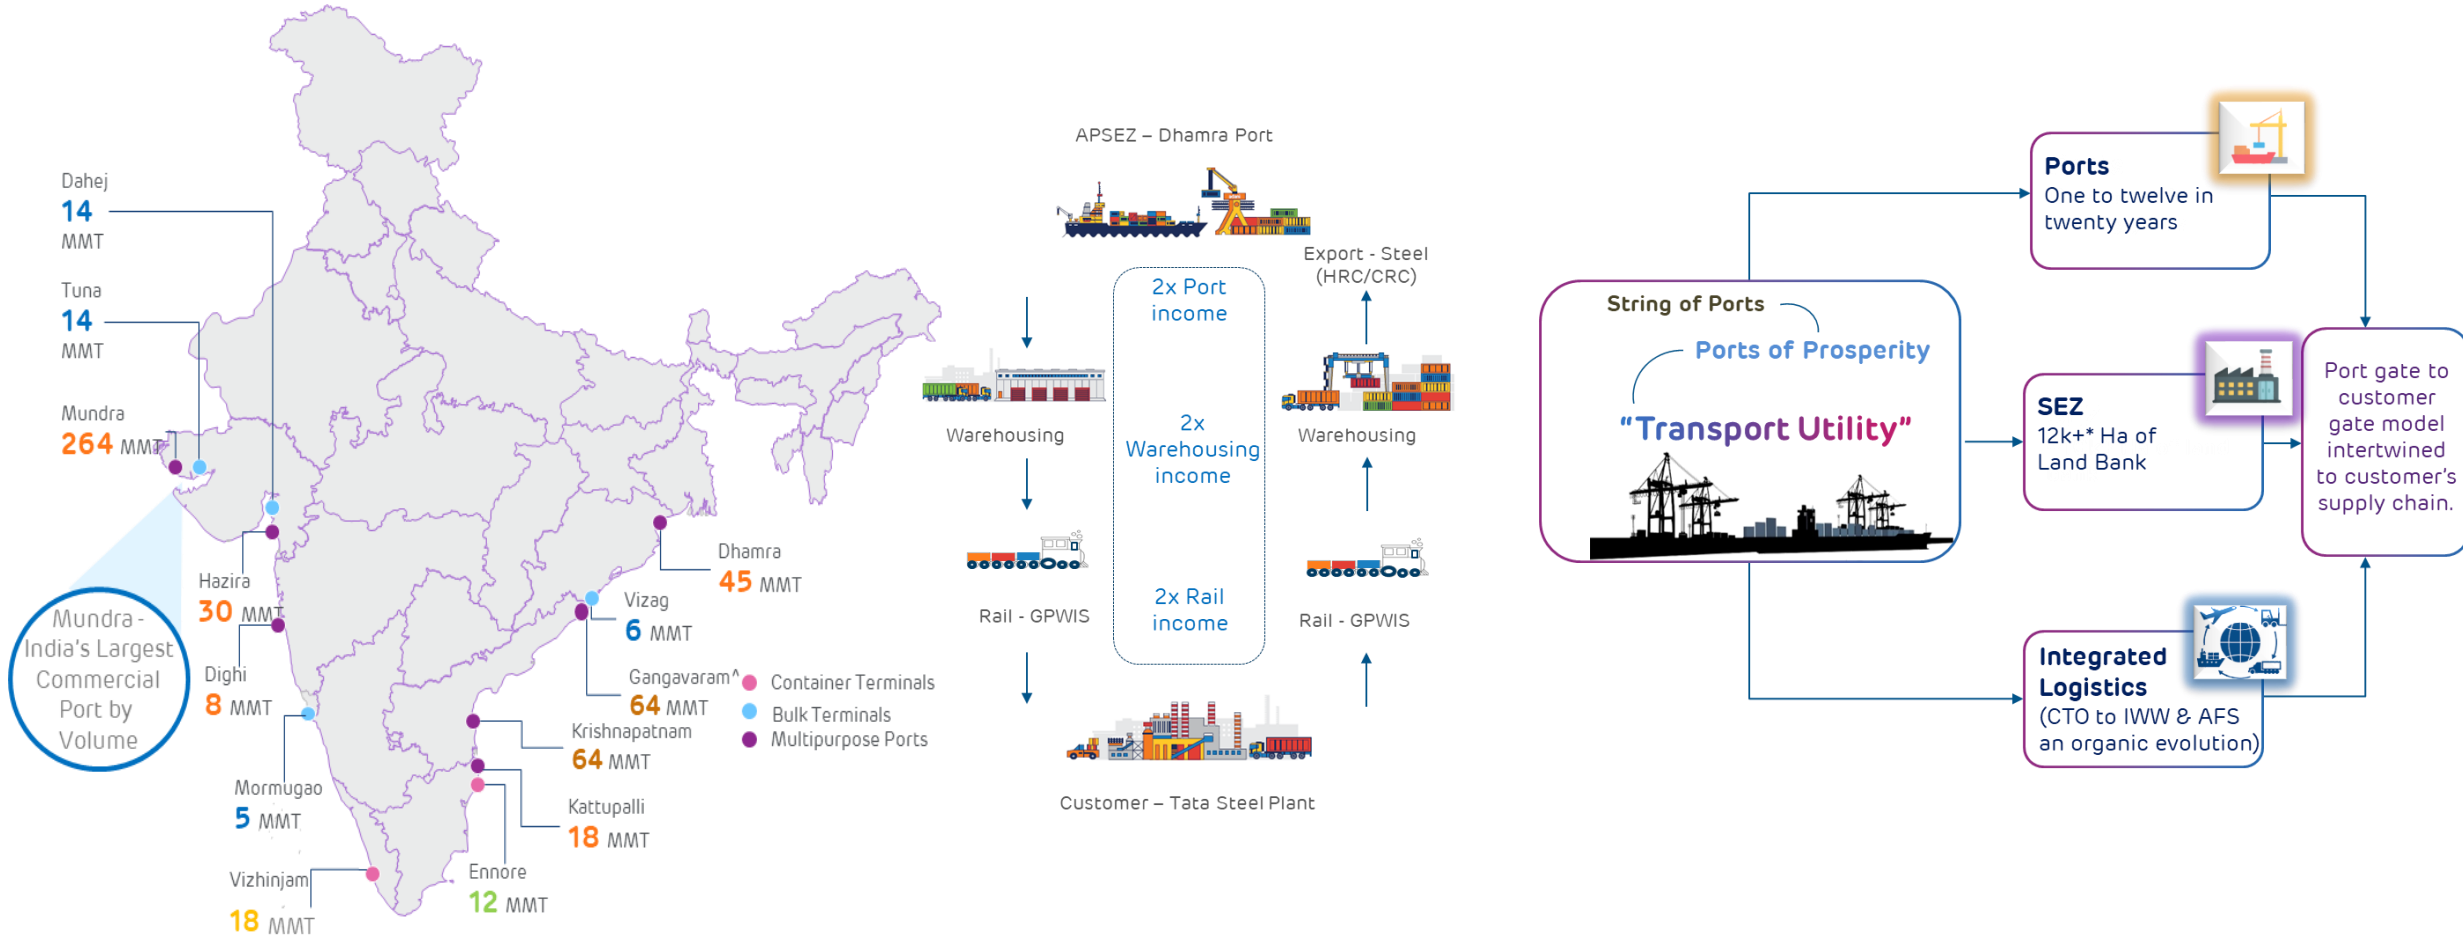 Dahej
14
MMT
Tuna
14
MMT
Mundra
264 MMT
Hazira
30 MMT
Mundra -
India's Largest
Commercial
Port by
Volume
Dighi
8 MMT
Mormugao
5 MMT
Vizhinjam
18 MMT
Dhamra
45 MMT
Vizag
6 MMT
Gangavaram^
64 MMT
Krishnapatnam
64 MMT
Kattupalli
18 MMT
Ennore
12 MMT
Container Terminals
Bulk Terminals
Multipurpose Ports
APSEZ – Dhamra Port
Export - Steel
(HRC/CRC)
2x Port
income
Warehousing
2x
Warehousing
income
Warehousing
Rail - GPWIS
2x Rail
income
Rail - GPWIS
Customer – Tata Steel Plant
String of Ports
Ports of Prosperity
“Transport Utility”
Ports
One to twelve in
twenty years
SEZ
12k+* Ha of
Land Bank
Integrated
Logistics
(CTO to IWW & AFS
an organic evolution)
Port gate to
customer
gate model
intertwined
to customer's
supply chain.